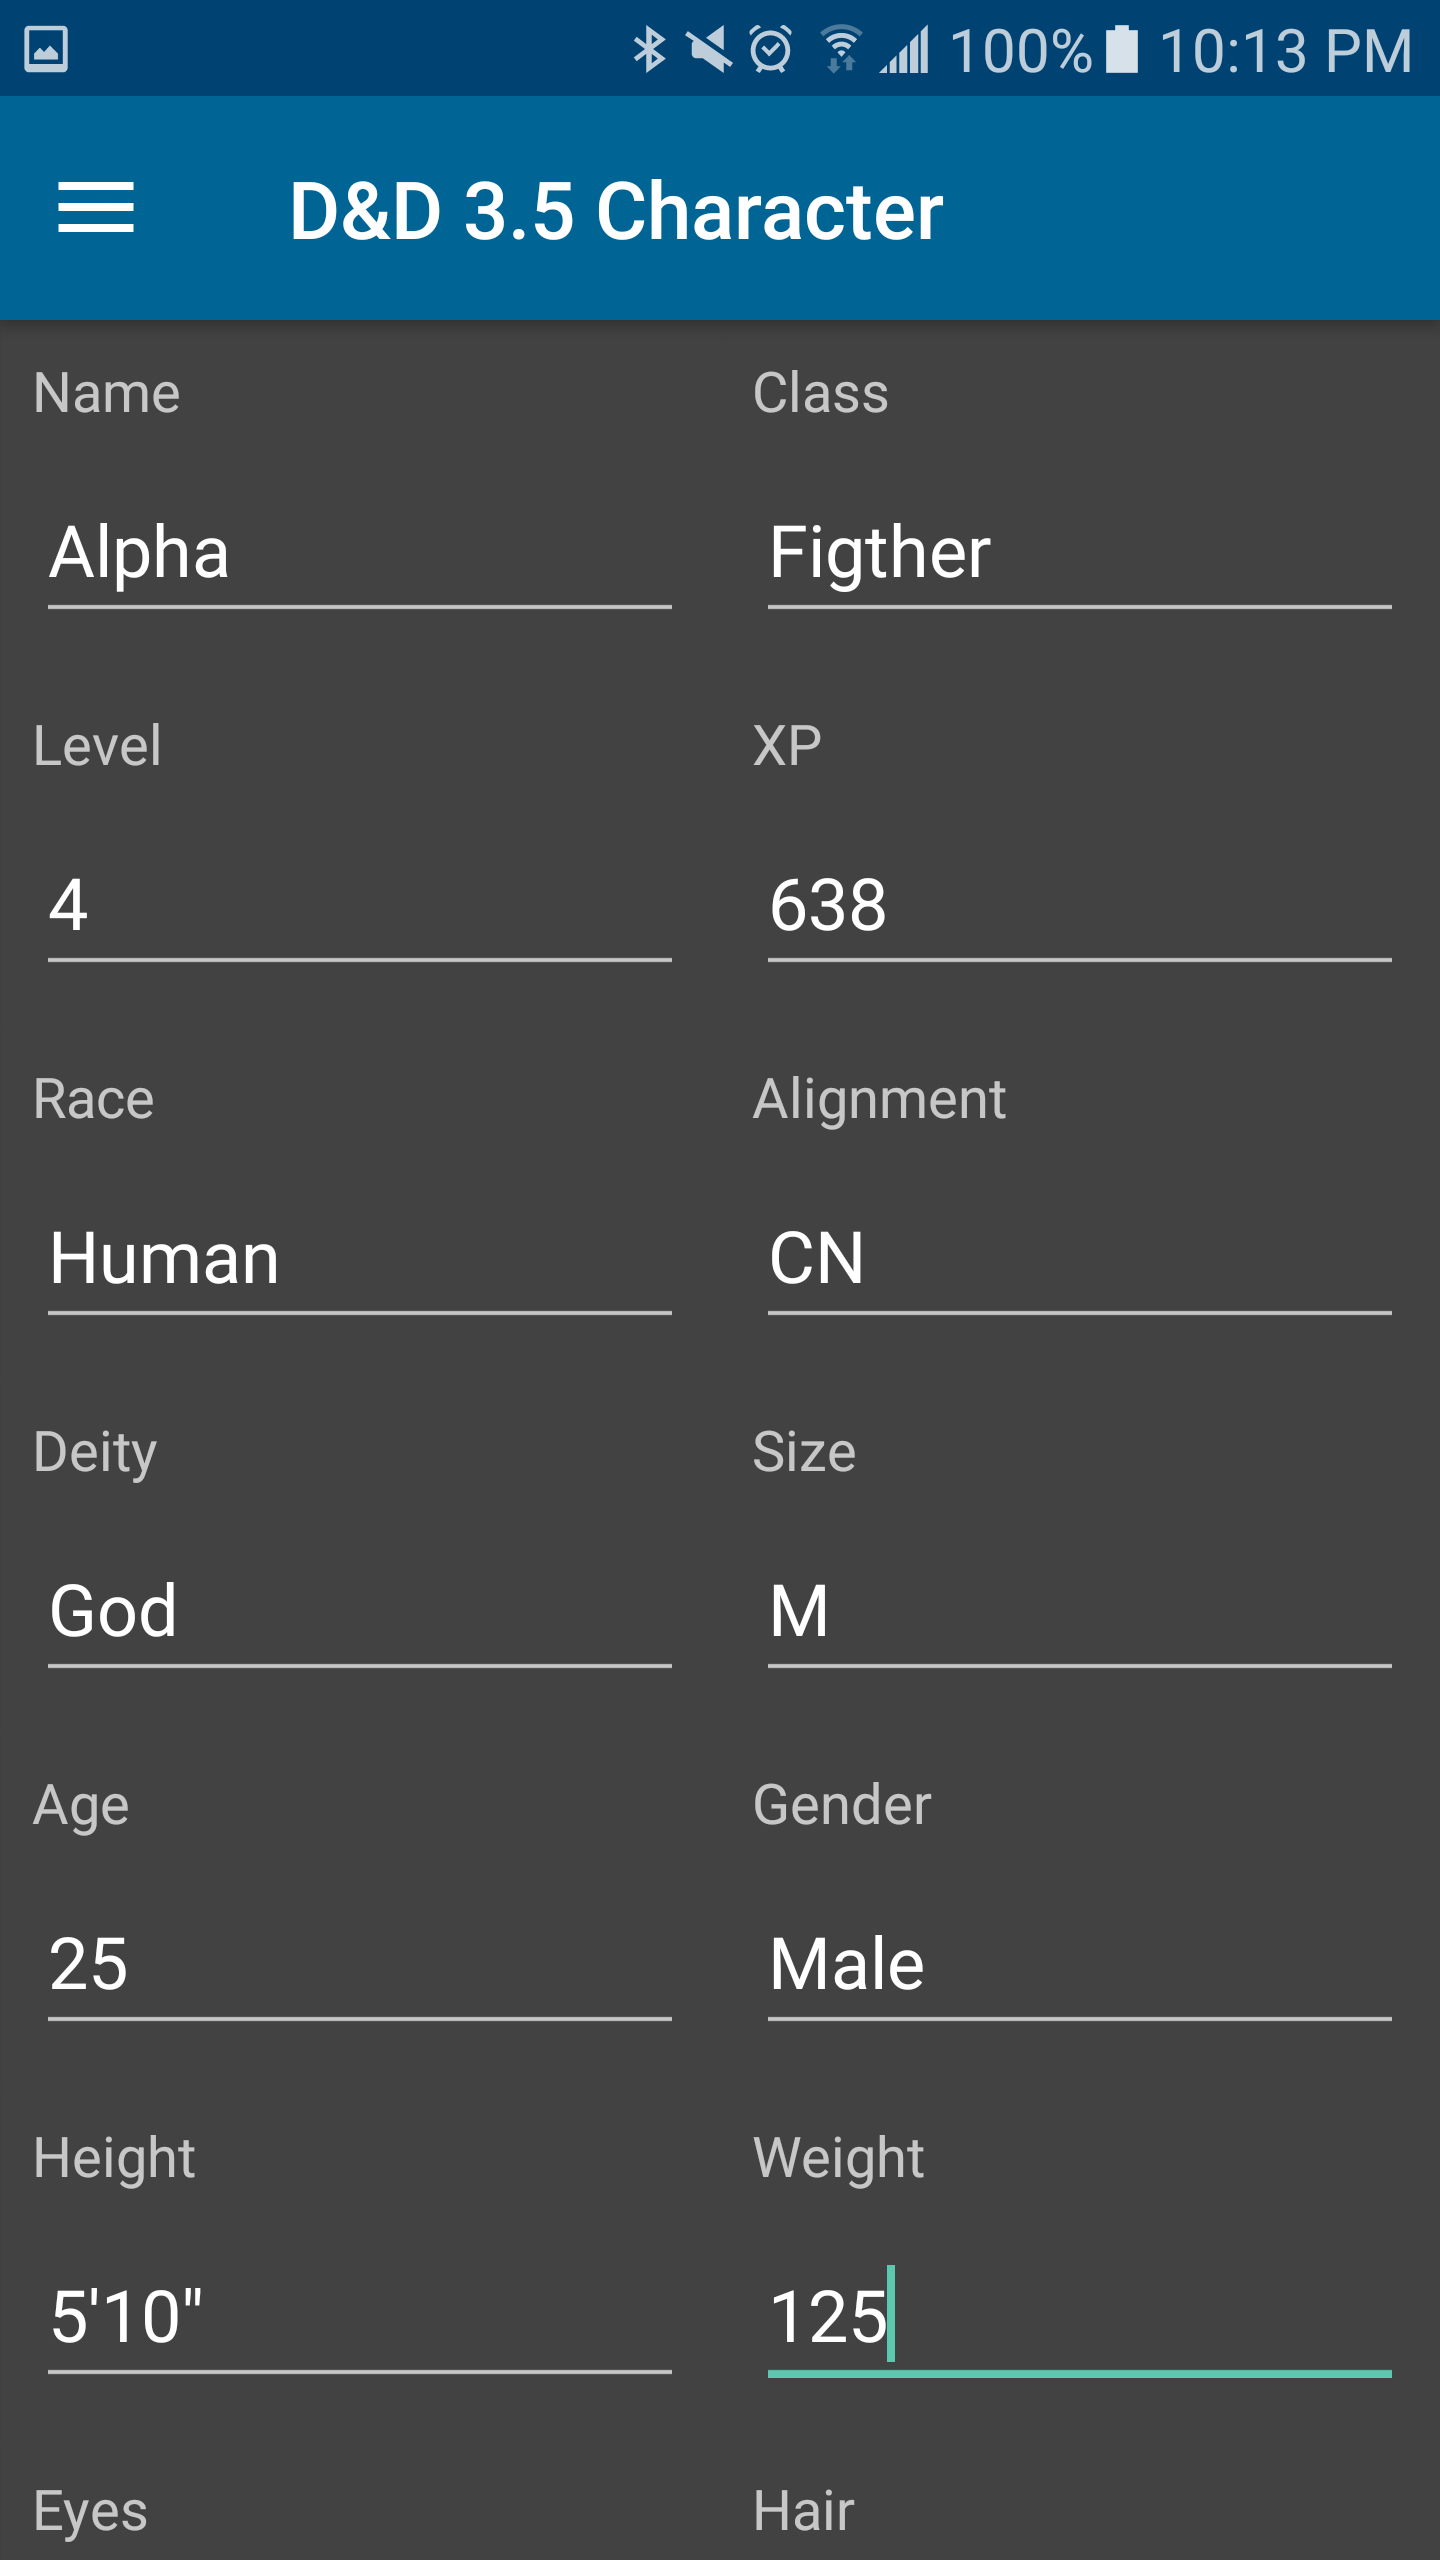 100% 10:13 PM
D&D 3.5 Character
Name Class
Alpha Figther
Level XP
4 638
Race Alignment
Human CN
Deity Size
God M
Age Gender
25 Male
Height Weight
5'10" 125
Eyes Hair